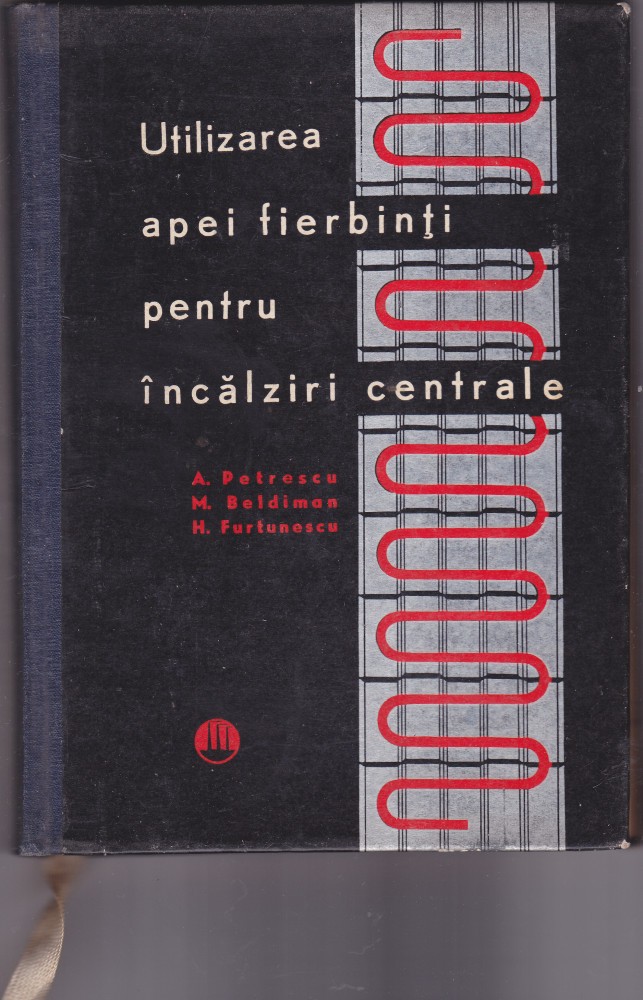 Utilizarea
apei fierbinţi
pentru
încălziri centrale
A. Petrescu
M. Beldiman
H. Furtunescu